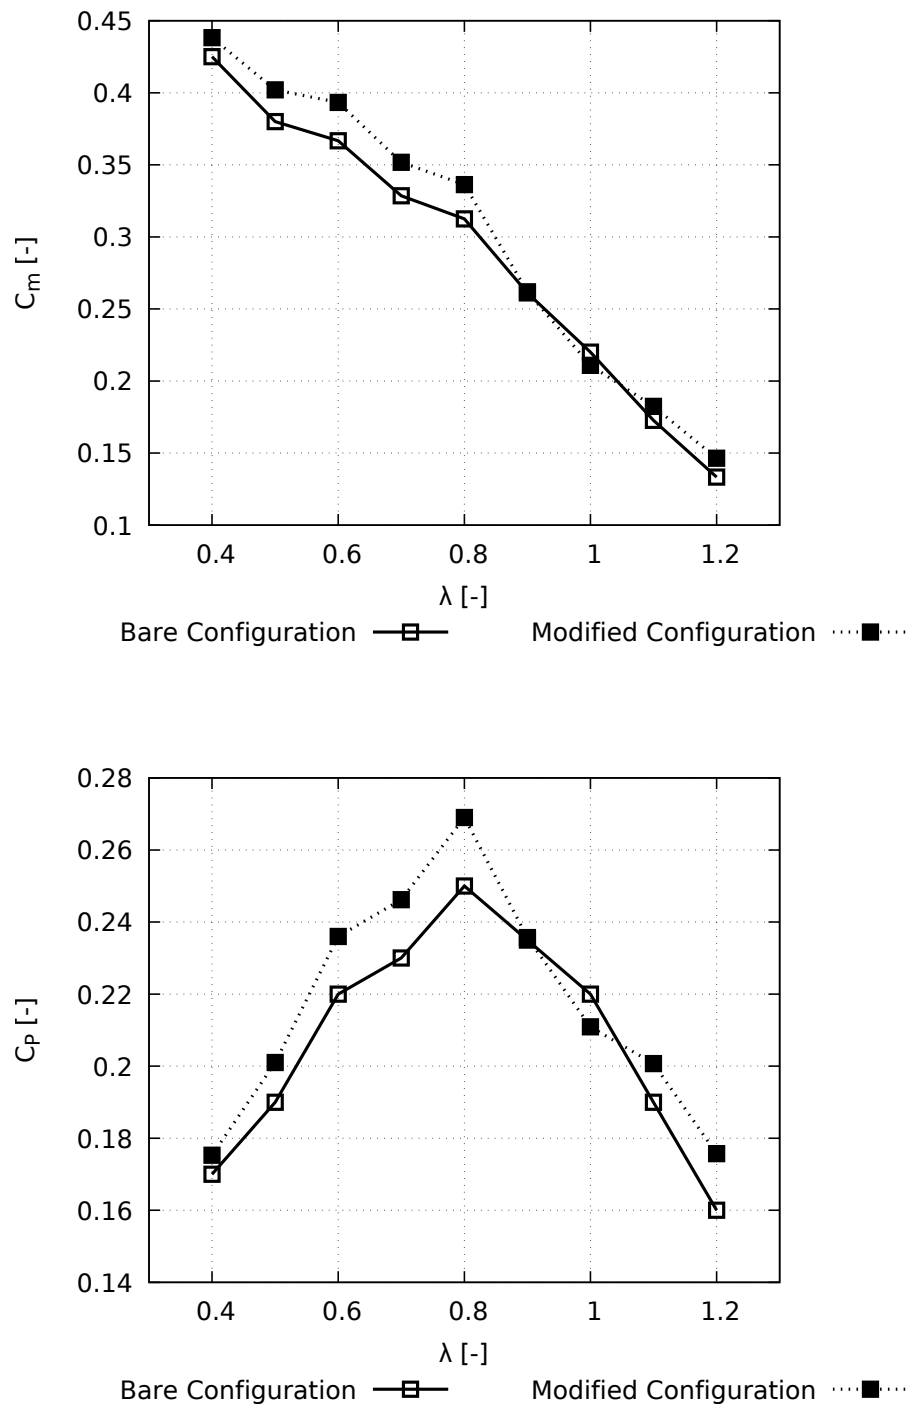 0.45
0.4
0.35
0.3
0.25
0.2
0.15
0.1
C_m [-]
0.4 0.6 0.8 1 1.2
λ [-]
Bare Configuration Modified Configuration
0.28
0.26
0.24
0.22
0.2
0.18
0.16
0.14
C_P [-]
0.4 0.6 0.8 1 1.2
λ [-]
Bare Configuration Modified Configuration